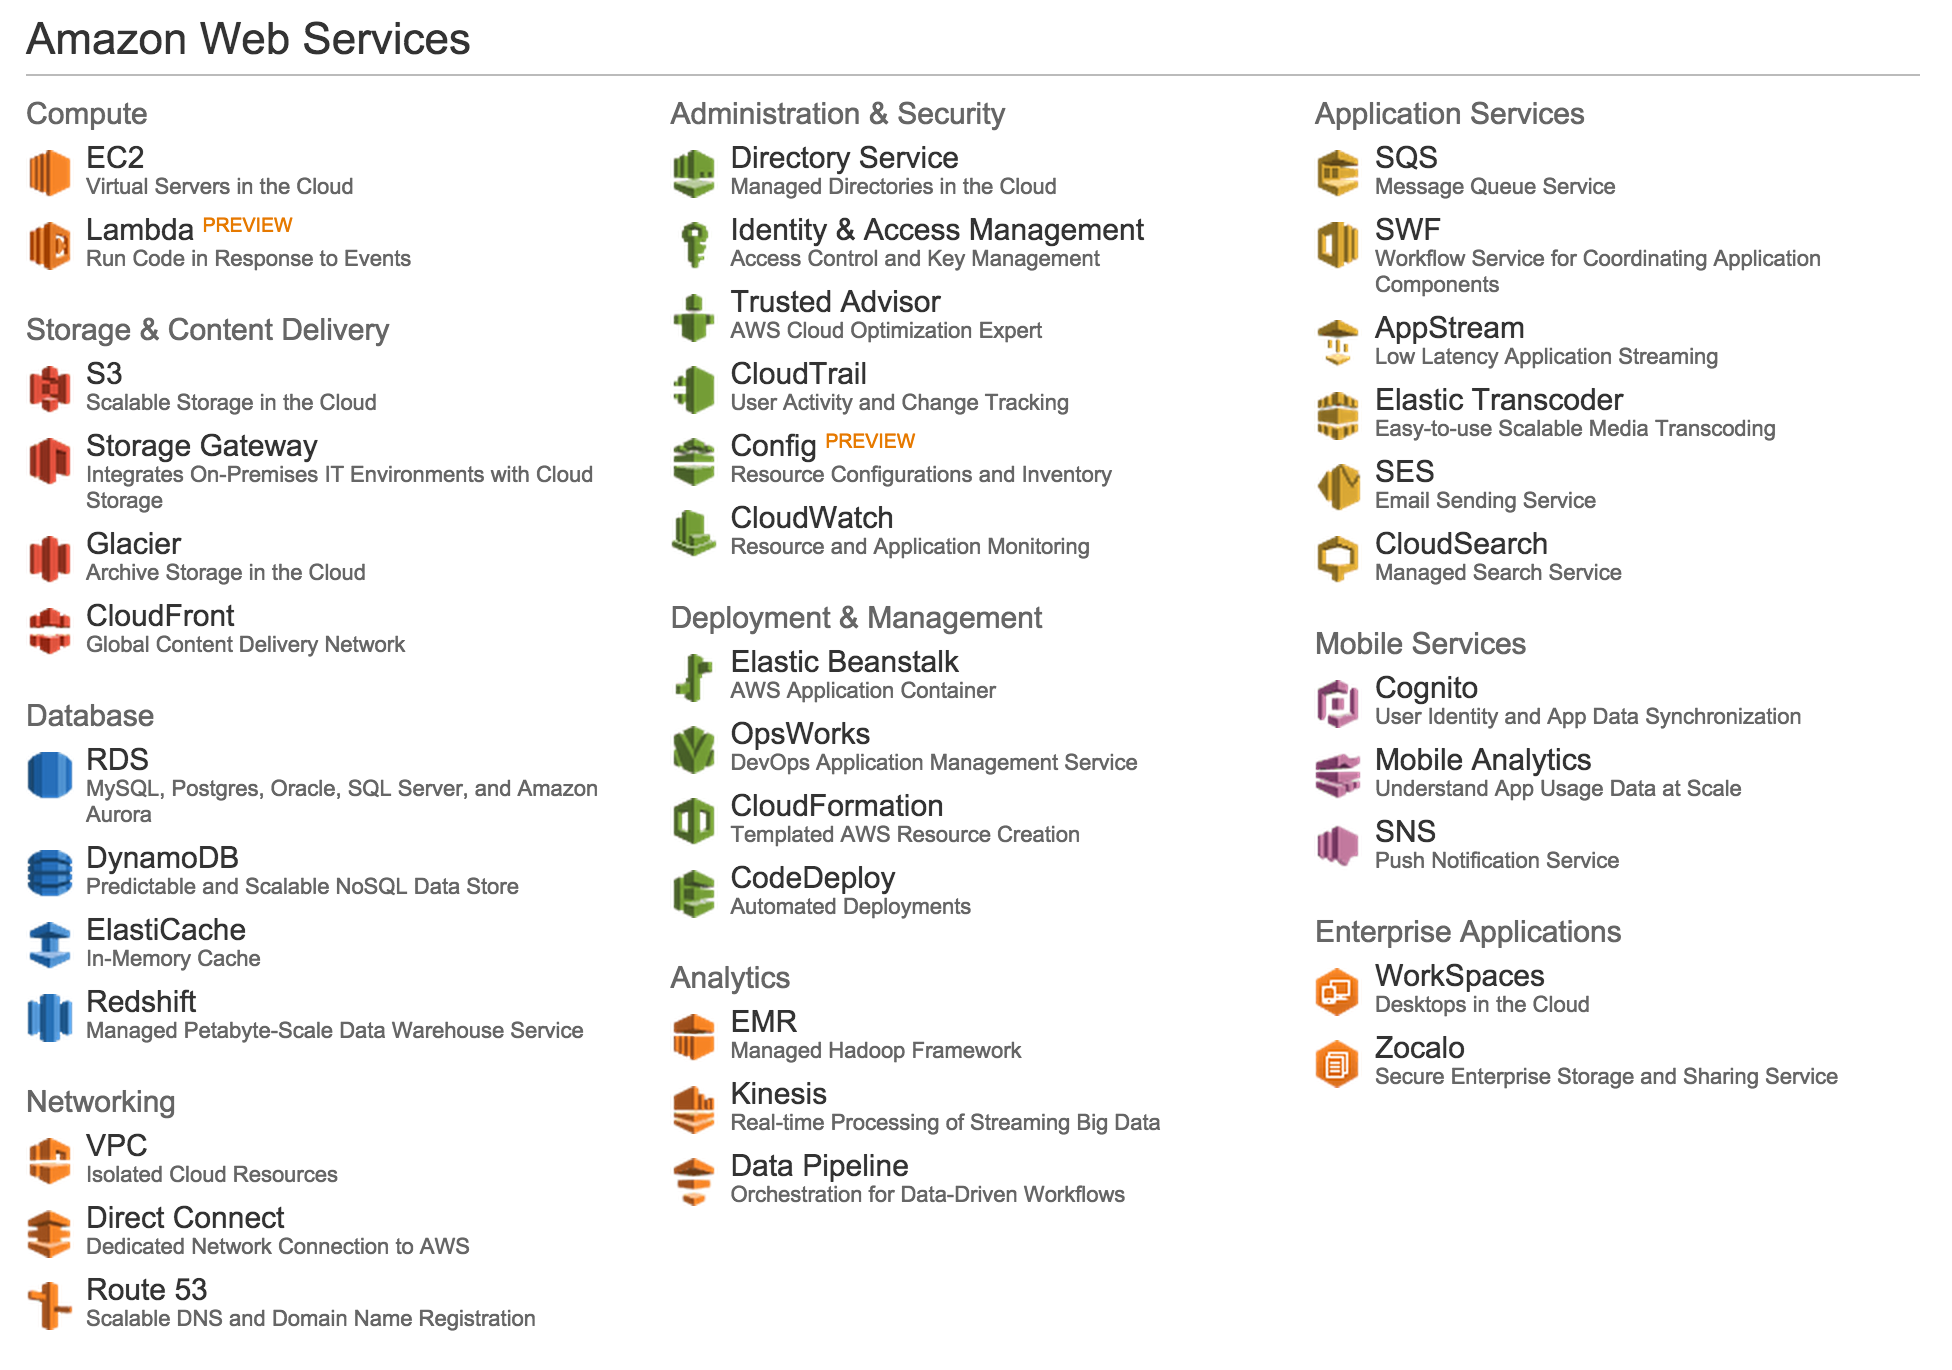 Amazon Web Services
Compute
EC2
Virtual Servers in the Cloud
Lambda PREVIEW
Run Code in Response to Events
Storage & Content Delivery
S3
Scalable Storage in the Cloud
Storage Gateway
Integrates On-Premises IT Environments with Cloud
Storage
Glacier
Archive Storage in the Cloud
CloudFront
Global Content Delivery Network
Database
RDS
MySQL, Postgres, Oracle, SQL Server, and Amazon
Aurora
DynamoDB
Predictable and Scalable NoSQL Data Store
ElastiCache
In-Memory Cache
Redshift
Managed Petabyte-Scale Data Warehouse Service
Networking
VPC
Isolated Cloud Resources
Direct Connect
Dedicated Network Connection to AWS
Route 53
Scalable DNS and Domain Name Registration
Administration & Security
Directory Service
Managed Directories in the Cloud
Identity & Access Management
Access Control and Key Management
Trusted Advisor
AWS Cloud Optimization Expert
CloudTrail
User Activity and Change Tracking
Config PREVIEW
Resource Configurations and Inventory
CloudWatch
Resource and Application Monitoring
Deployment & Management
Elastic Beanstalk
AWS Application Container
OpsWorks
DevOps Application Management Service
CloudFormation
Templated AWS Resource Creation
CodeDeploy
Automated Deployments
Analytics
EMR
Managed Hadoop Framework
Kinesis
Real-time Processing of Streaming Big Data
Data Pipeline
Orchestration for Data-Driven Workflows
Application Services
SQS
Message Queue Service
SWF
Workflow Service for Coordinating Application
Components
AppStream
Low Latency Application Streaming
Elastic Transcoder
Easy-to-use Scalable Media Transcoding
SES
Email Sending Service
CloudSearch
Managed Search Service
Mobile Services
Cognito
User Identity and App Data Synchronization
Mobile Analytics
Understand App Usage Data at Scale
SNS
Push Notification Service
Enterprise Applications
WorkSpaces
Desktops in the Cloud
Zocalo
Secure Enterprise Storage and Sharing Service